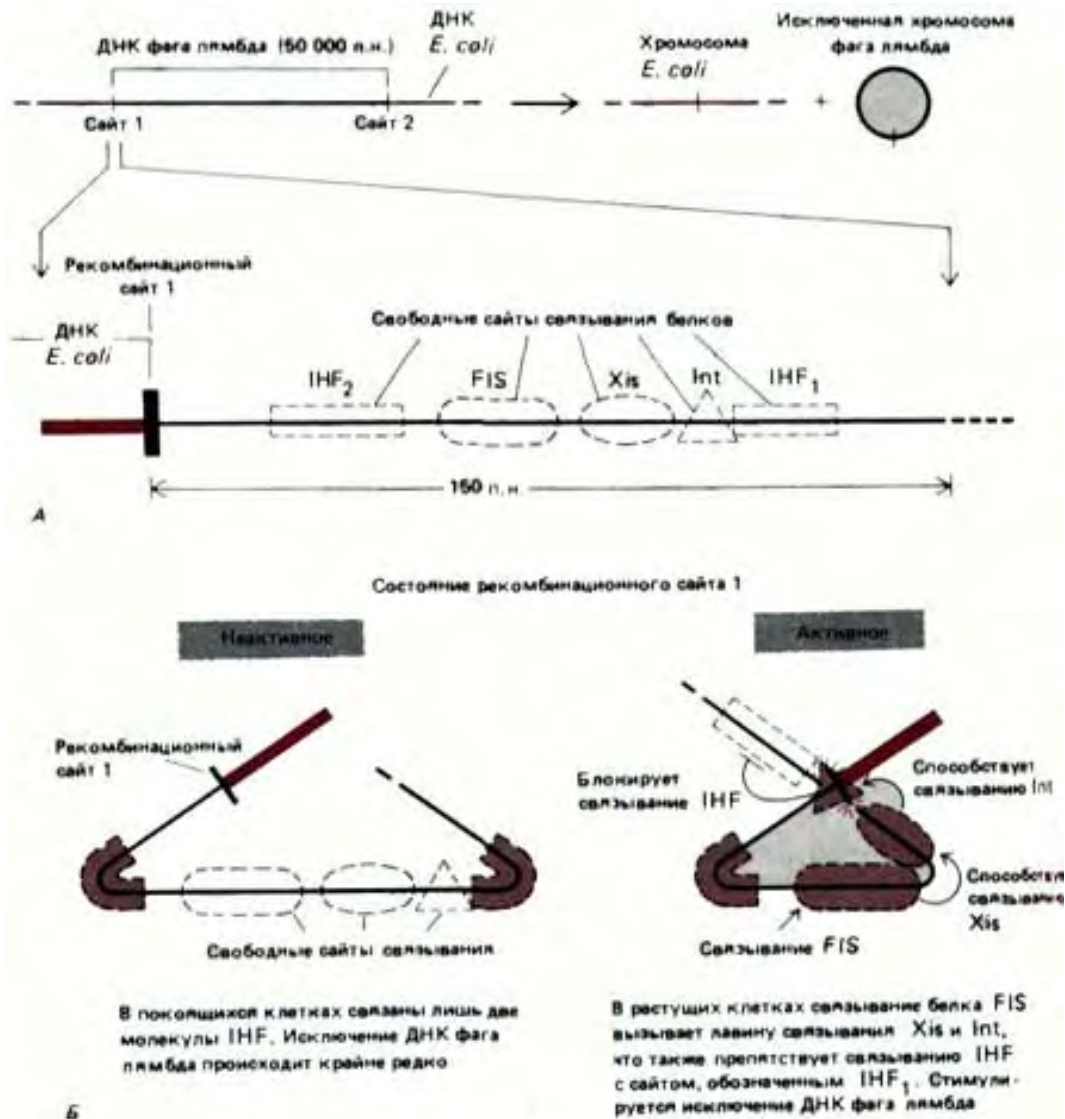 ДНК фага лямбда (50 000 п.н.)
ДНК
E. coli
Хромосома
E. coli
Исключенная хромосома
фага лямбда
+
Сайт 1
Сайт 2
Рекомбинационный
сайт 1
ДНК
E. coli
Свободные сайты связывания белков
IHF2
FIS
Xis
Int
IHF1
150 п.н.
А
Состояние рекомбинационного сайта 1
Неактивное
Активное
Рекомбинационный
сайт 1
Свободные сайты связывания
Блокирует
связывание IHF
Способствует
связыванию Int
Способствуе
связывани
Xis
Связывание FIS
В покоящихся клетках связаны лишь две
молекулы IHF. Исключение ДНК фага
лямбда происходит крайне редко
В растущих клетках связывание белка FIS
вызывает лавину связывания Xis и Int,
что также препятствует связыванию IHF
с сайтом, обозначенным IHF1. Стимули-
руется исключение ДНК фага лямбда
Б